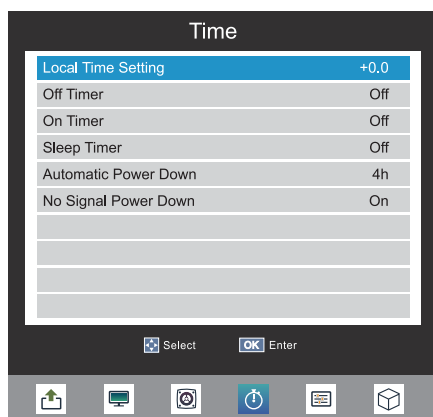 Time
Local Time Setting +0.0
Off Timer Off
On Timer Off
Sleep Timer Off
Automatic Power Down 4h
No Signal Power Down On
Select OK Enter